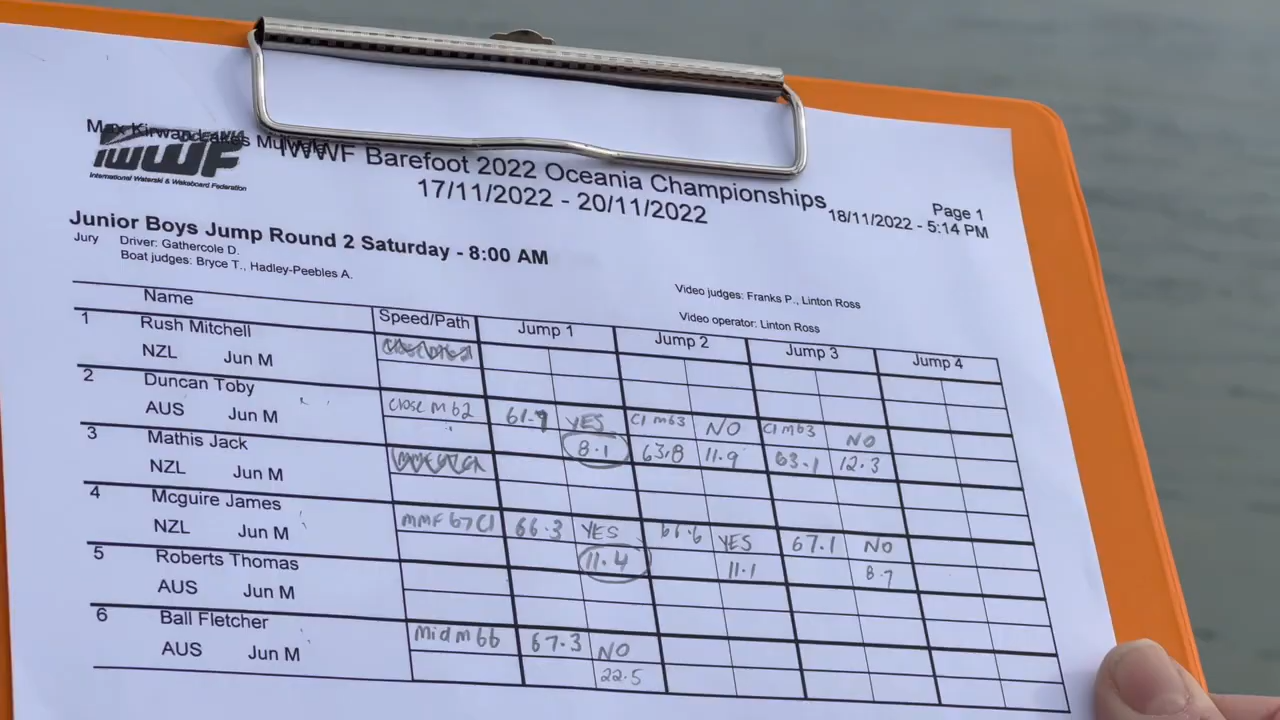 Max Kirwan
IWWF
International Waterski & Wakeboard Federation
IWWF Barefoot 2022 Oceania Championships
17/11/2022 - 20/11/2022
Page 1
18/11/2022 - 5:14 PM
Junior Boys Jump Round 2 Saturday - 8:00 AM
Jury Driver: Gathercole D.
Boat judges: Bryce T., Hadley-Peebles A.
Video judges: Franks P., Linton Ross
Video operator: Linton Ross
Name Speed/Path Jump 1 Jump 2 Jump 3 Jump 4
1 Rush Mitchell
NZL Jun M
2 Duncan Toby
AUS Jun M Close M 62 61.9 YES Cl M63 NO Cl M63 NO
8.1 63.8 11.9 63.1 12.3
3 Mathis Jack
NZL Jun M
4 Mcguire James
NZL Jun M MMF 67 Cl 66.3 YES 66.6 YES 67.1 NO
11.4 11.1 8.7
5 Roberts Thomas
AUS Jun M
6 Ball Fletcher
AUS Jun M Mid M 66 67.3 NO
22.5